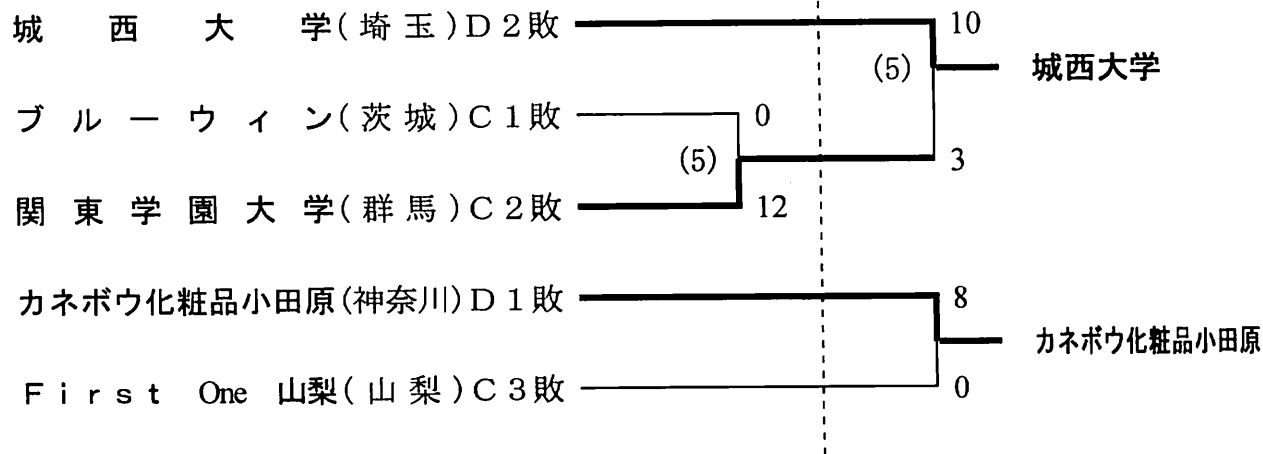 城西大学(埼玉)D2敗 10
(5) 城西大学
ブルーウィン(茨城)C1敗 0
(5) 3
関東学園大学(群馬)C2敗 12
カネボウ化粧品小田原(神奈川)D1敗 8
カネボウ化粧品小田原
First One 山梨(山梨)C3敗 0